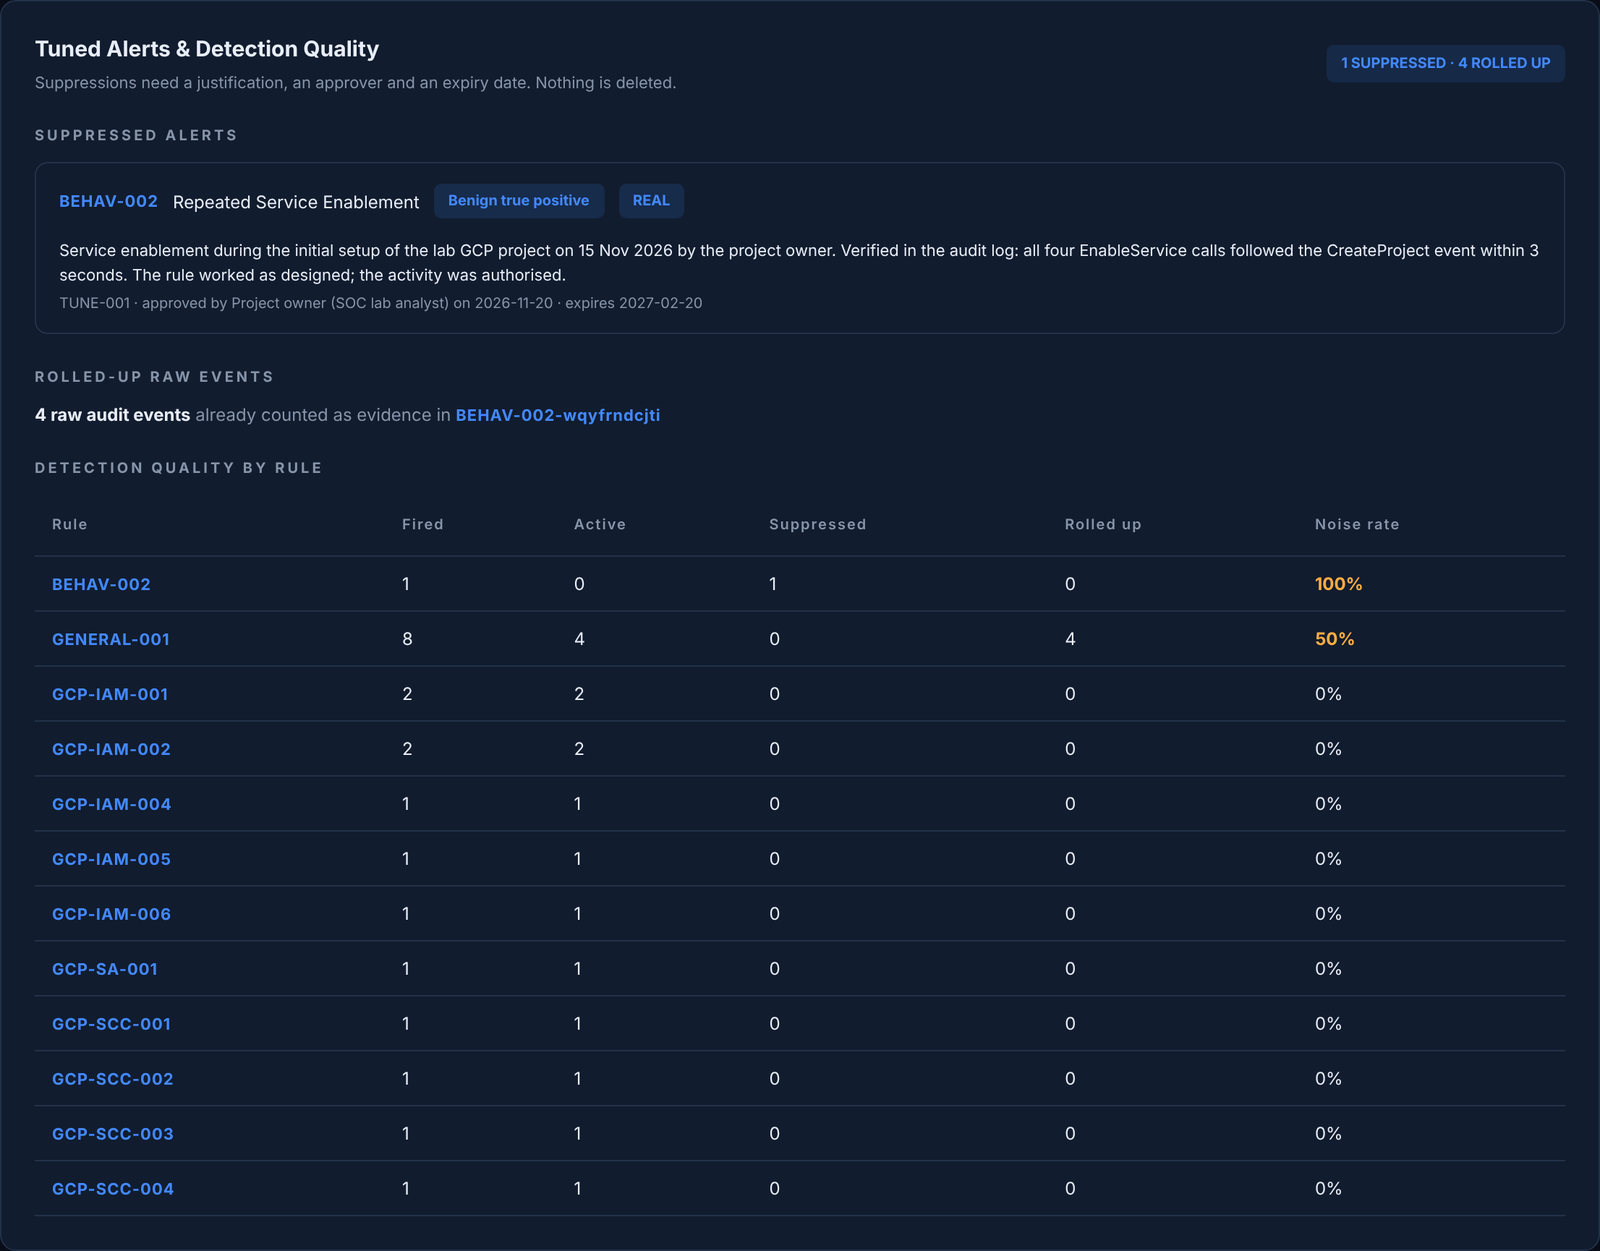 Tuned Alerts & Detection Quality
1 SUPPRESSED · 4 ROLLED UP
Suppressions need a justification, an approver and an expiry date. Nothing is deleted.
SUPPRESSED ALERTS
BEHAV-002 Repeated Service Enablement Benign true positive REAL
Service enablement during the initial setup of the lab GCP project on 15 Nov 2026 by the project owner. Verified in the audit log: all four EnableService calls followed the CreateProject event within 3
seconds. The rule worked as designed; the activity was authorised.
TUNE-001 · approved by Project owner (SOC lab analyst) on 2026-11-20 · expires 2027-02-20
ROLLED-UP RAW EVENTS
4 raw audit events already counted as evidence in BEHAV-002-wqyfrndcjti
DETECTION QUALITY BY RULE
Rule Fired Active Suppressed Rolled up Noise rate
BEHAV-002 1 0 1 0 100%
GENERAL-001 8 4 0 4 50%
GCP-IAM-001 2 2 0 0 0%
GCP-IAM-002 2 2 0 0 0%
GCP-IAM-004 1 1 0 0 0%
GCP-IAM-005 1 1 0 0 0%
GCP-IAM-006 1 1 0 0 0%
GCP-SA-001 1 1 0 0 0%
GCP-SCC-001 1 1 0 0 0%
GCP-SCC-002 1 1 0 0 0%
GCP-SCC-003 1 1 0 0 0%
GCP-SCC-004 1 1 0 0 0%